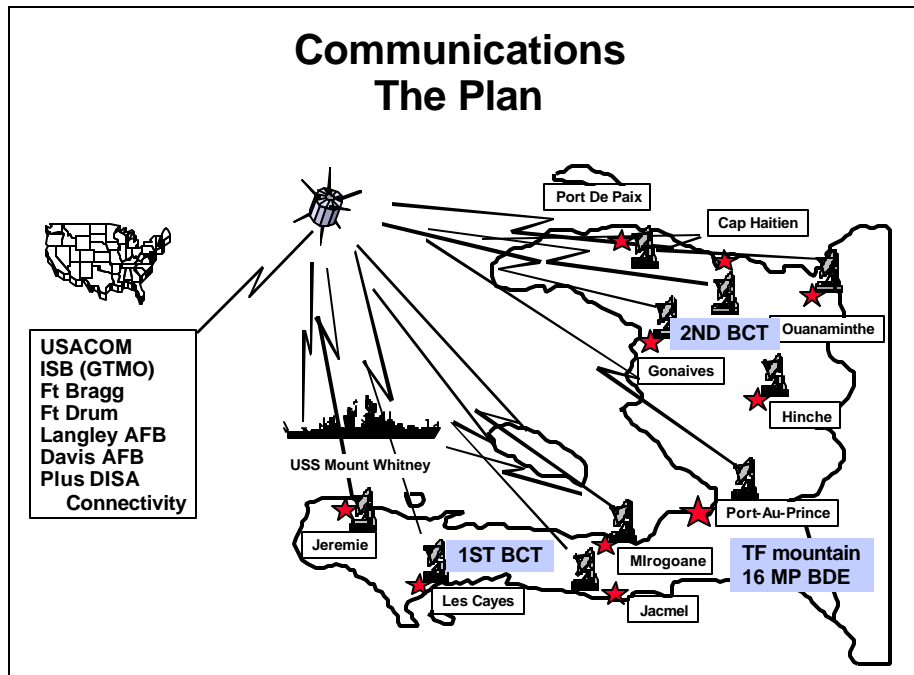 Communications
The Plan
Port De Paix
Cap Haitien
USACOM
ISB (GTMO)
Ft Bragg
Ft Drum
Langley AFB
Davis AFB
Plus DISA
Connectivity
2ND BCT
Ouanaminthe
Gonaives
Hinche
USS Mount Whitney
Port-Au-Prince
Jeremie
1ST BCT
MIrogoane
TF mountain
16 MP BDE
Les Cayes
Jacmel